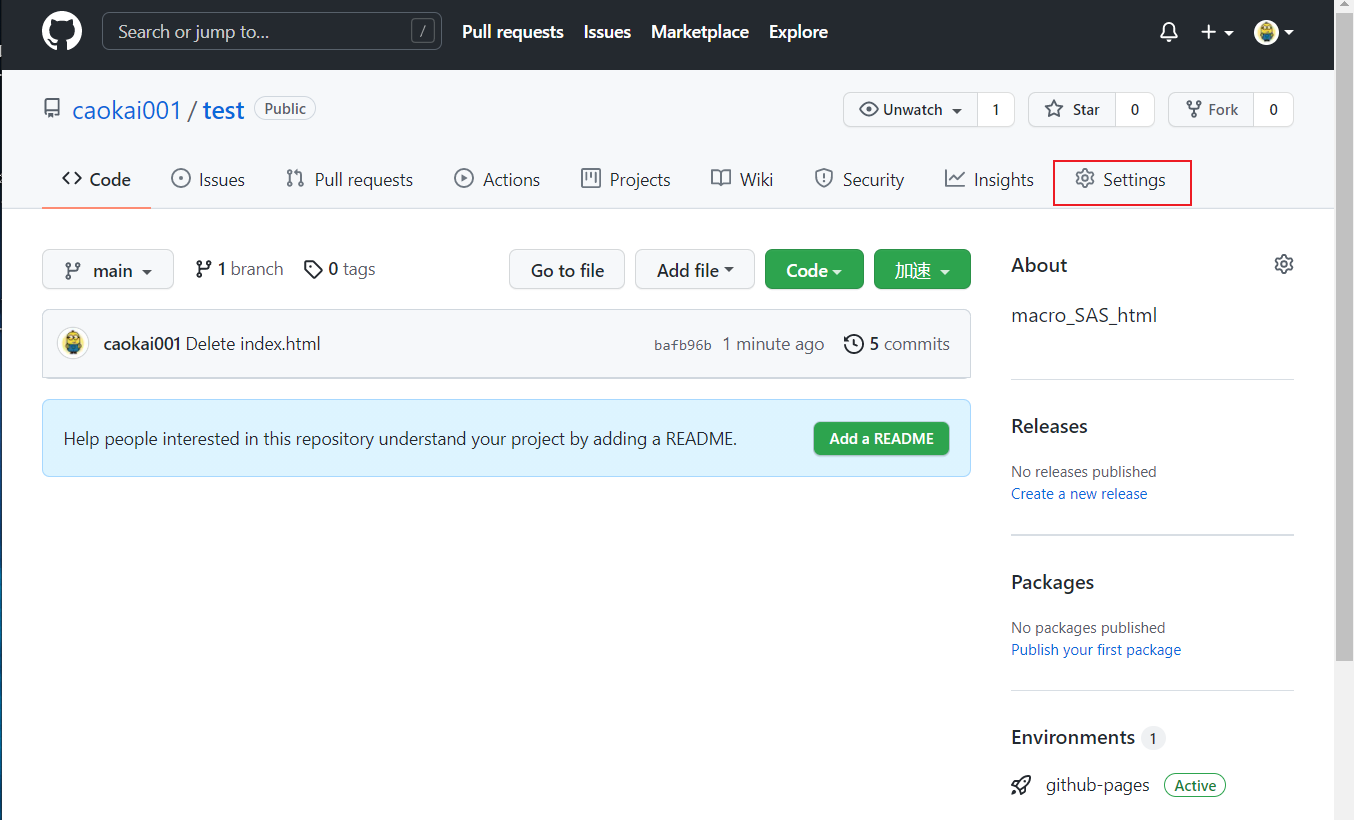 Search or jump to... / Pull requests Issues Marketplace Explore
caokai001 / test Public Unwatch 1 Star 0 Fork 0
Code Issues Pull requests Actions Projects Wiki Security Insights Settings
main 1 branch 0 tags Go to file Add file Code 加速
caokai001 Delete index.html bafb96b 1 minute ago 5 commits
Help people interested in this repository understand your project by adding a README. Add a README
About
macro_SAS_html
Releases
No releases published
Create a new release
Packages
No packages published
Publish your first package
Environments 1
github-pages Active